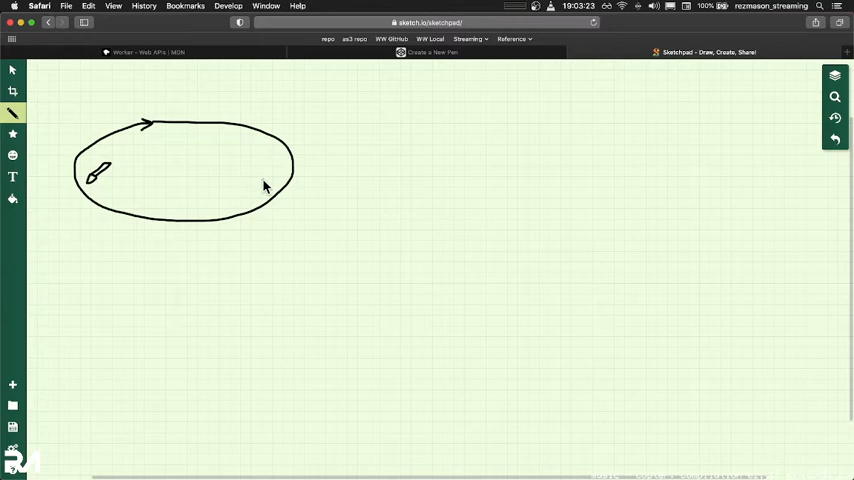 Safari File Edit View History Bookmarks Develop Window Help 100% 19:03:23 rezmason_streaming
sketch.io/sketchpad/
repo as3 repo WW GitHub WW Local Streaming Reference
Worker - Web APIs | MDN Create a New Pen Sketchpad - Draw, Create, Share!
T
RM